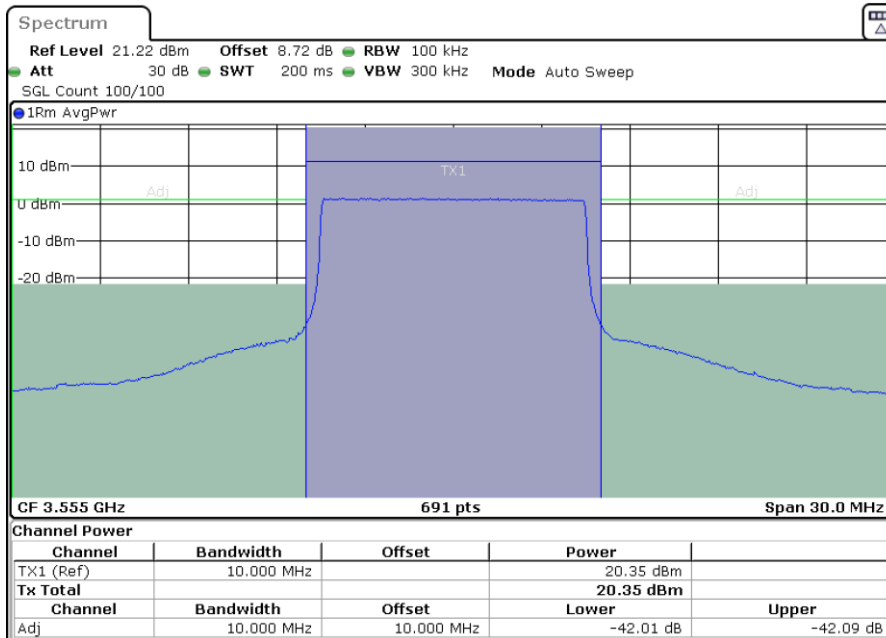 Spectrum
Ref Level 21.22 dBm Offset 8.72 dB RBW 100 kHz
Att 30 dB SWT 200 ms VBW 300 kHz Mode Auto Sweep
SGL Count 100/100
1Rm AvgPwr
10 dBm
TX1
Adj Adj
0 dBm
-10 dBm
-20 dBm
CF 3.555 GHz 691 pts Span 30.0 MHz
Channel Power
Channel Bandwidth Offset Power
TX1 (Ref) 10.000 MHz 20.35 dBm
Tx Total 20.35 dBm
Channel Bandwidth Offset Lower Upper
Adj 10.000 MHz 10.000 MHz -42.01 dB -42.09 dB